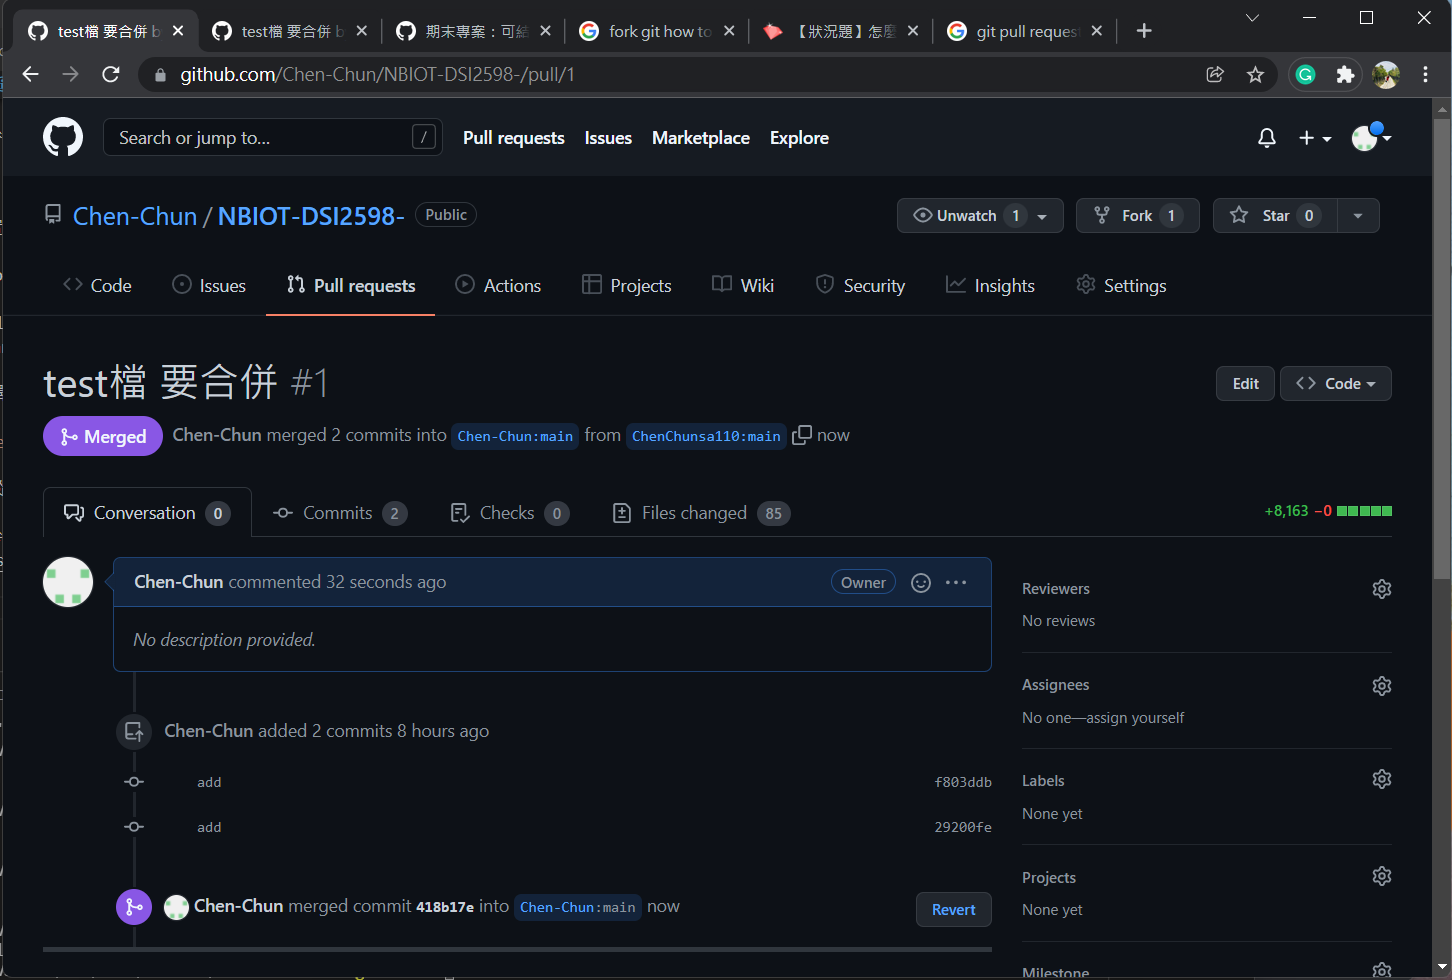 test檔 要合併 b
test檔 要合併 b
期末專案：可結
fork git how to
【狀況題】怎麼
git pull request
github.com/Chen-Chun/NBIOT-DSI2598-/pull/1
Search or jump to...
/
Pull requests
Issues
Marketplace
Explore
Chen-Chun / NBIOT-DSI2598-
Public
Unwatch 1
Fork 1
Star 0
Code
Issues
Pull requests
Actions
Projects
Wiki
Security
Insights
Settings
test檔 要合併 #1
Edit
Code
Merged
Chen-Chun merged 2 commits into Chen-Chun:main from ChenChunsa110:main now
Conversation 0
Commits 2
Checks 0
Files changed 85
+8,163 −0
Chen-Chun commented 32 seconds ago
Owner
No description provided.
Chen-Chun added 2 commits 8 hours ago
add
f803ddb
add
29200fe
Chen-Chun merged commit 418b17e into Chen-Chun:main now
Revert
Reviewers
No reviews
Assignees
No one—assign yourself
Labels
None yet
Projects
None yet
Milestone